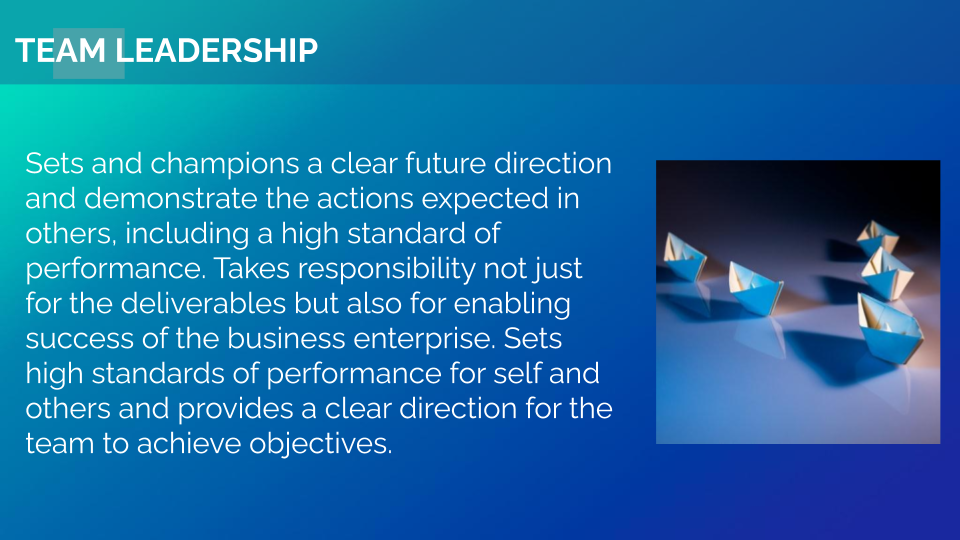 TEAM LEADERSHIP
Sets and champions a clear future direction
and demonstrate the actions expected in
others, including a high standard of
performance. Takes responsibility not just
for the deliverables but also for enabling
success of the business enterprise. Sets
high standards of performance for self and
others and provides a clear direction for the
team to achieve objectives.